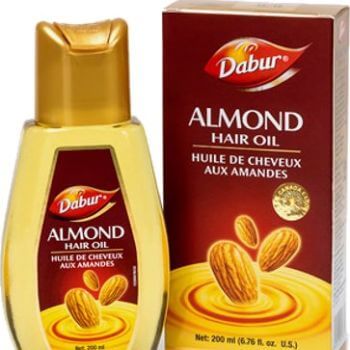 Dabur®
ALMOND
HAIR OIL
HUILE DE CHEVEUX
AUX AMANDES
Net: 200 ml
Dabur®
ALMOND
HAIR OIL
HUILE DE CHEVEUX
AUX AMANDES
Net: 200 ml (6.76 fl oz. U.S.)